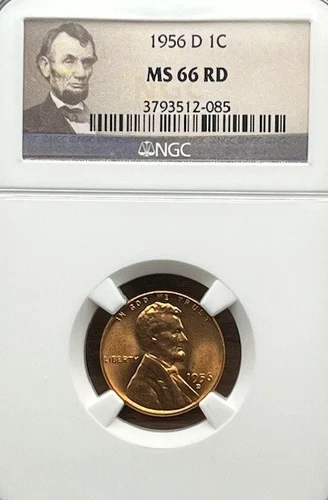 1956 D 1C
MS 66 RD
3793512-085
NGC
IN GOD WE TRUST
LIBERTY
1956
D